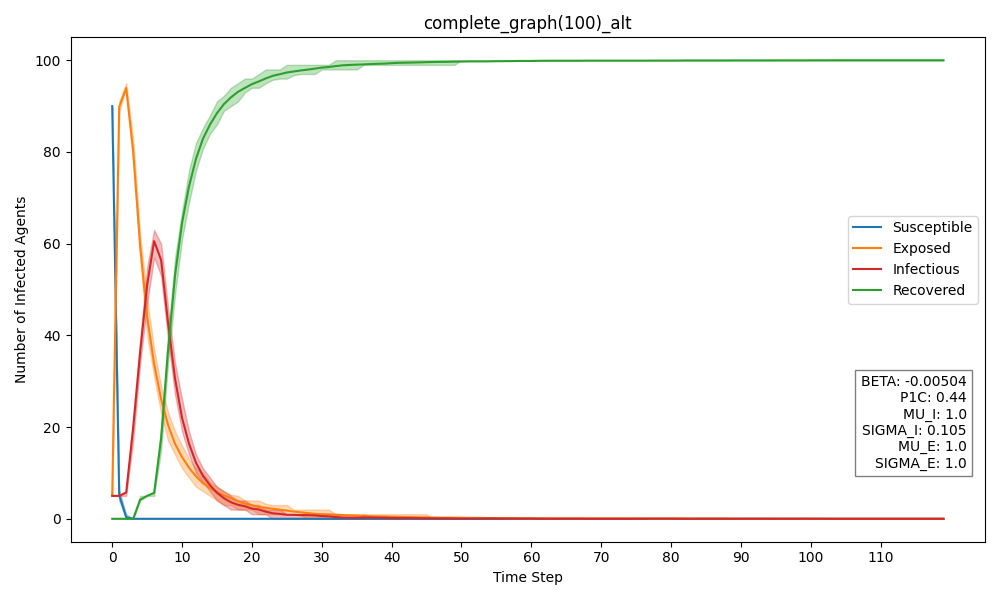 complete_graph(100)_alt
Number of Infected Agents
100
80
60
40
20
0
Susceptible
Exposed
Infectious
Recovered
BETA: -0.00504
P1C: 0.44
MU_I: 1.0
SIGMA_I: 0.105
MU_E: 1.0
SIGMA_E: 1.0
0 10 20 30 40 50 60 70 80 90 100 110
Time Step